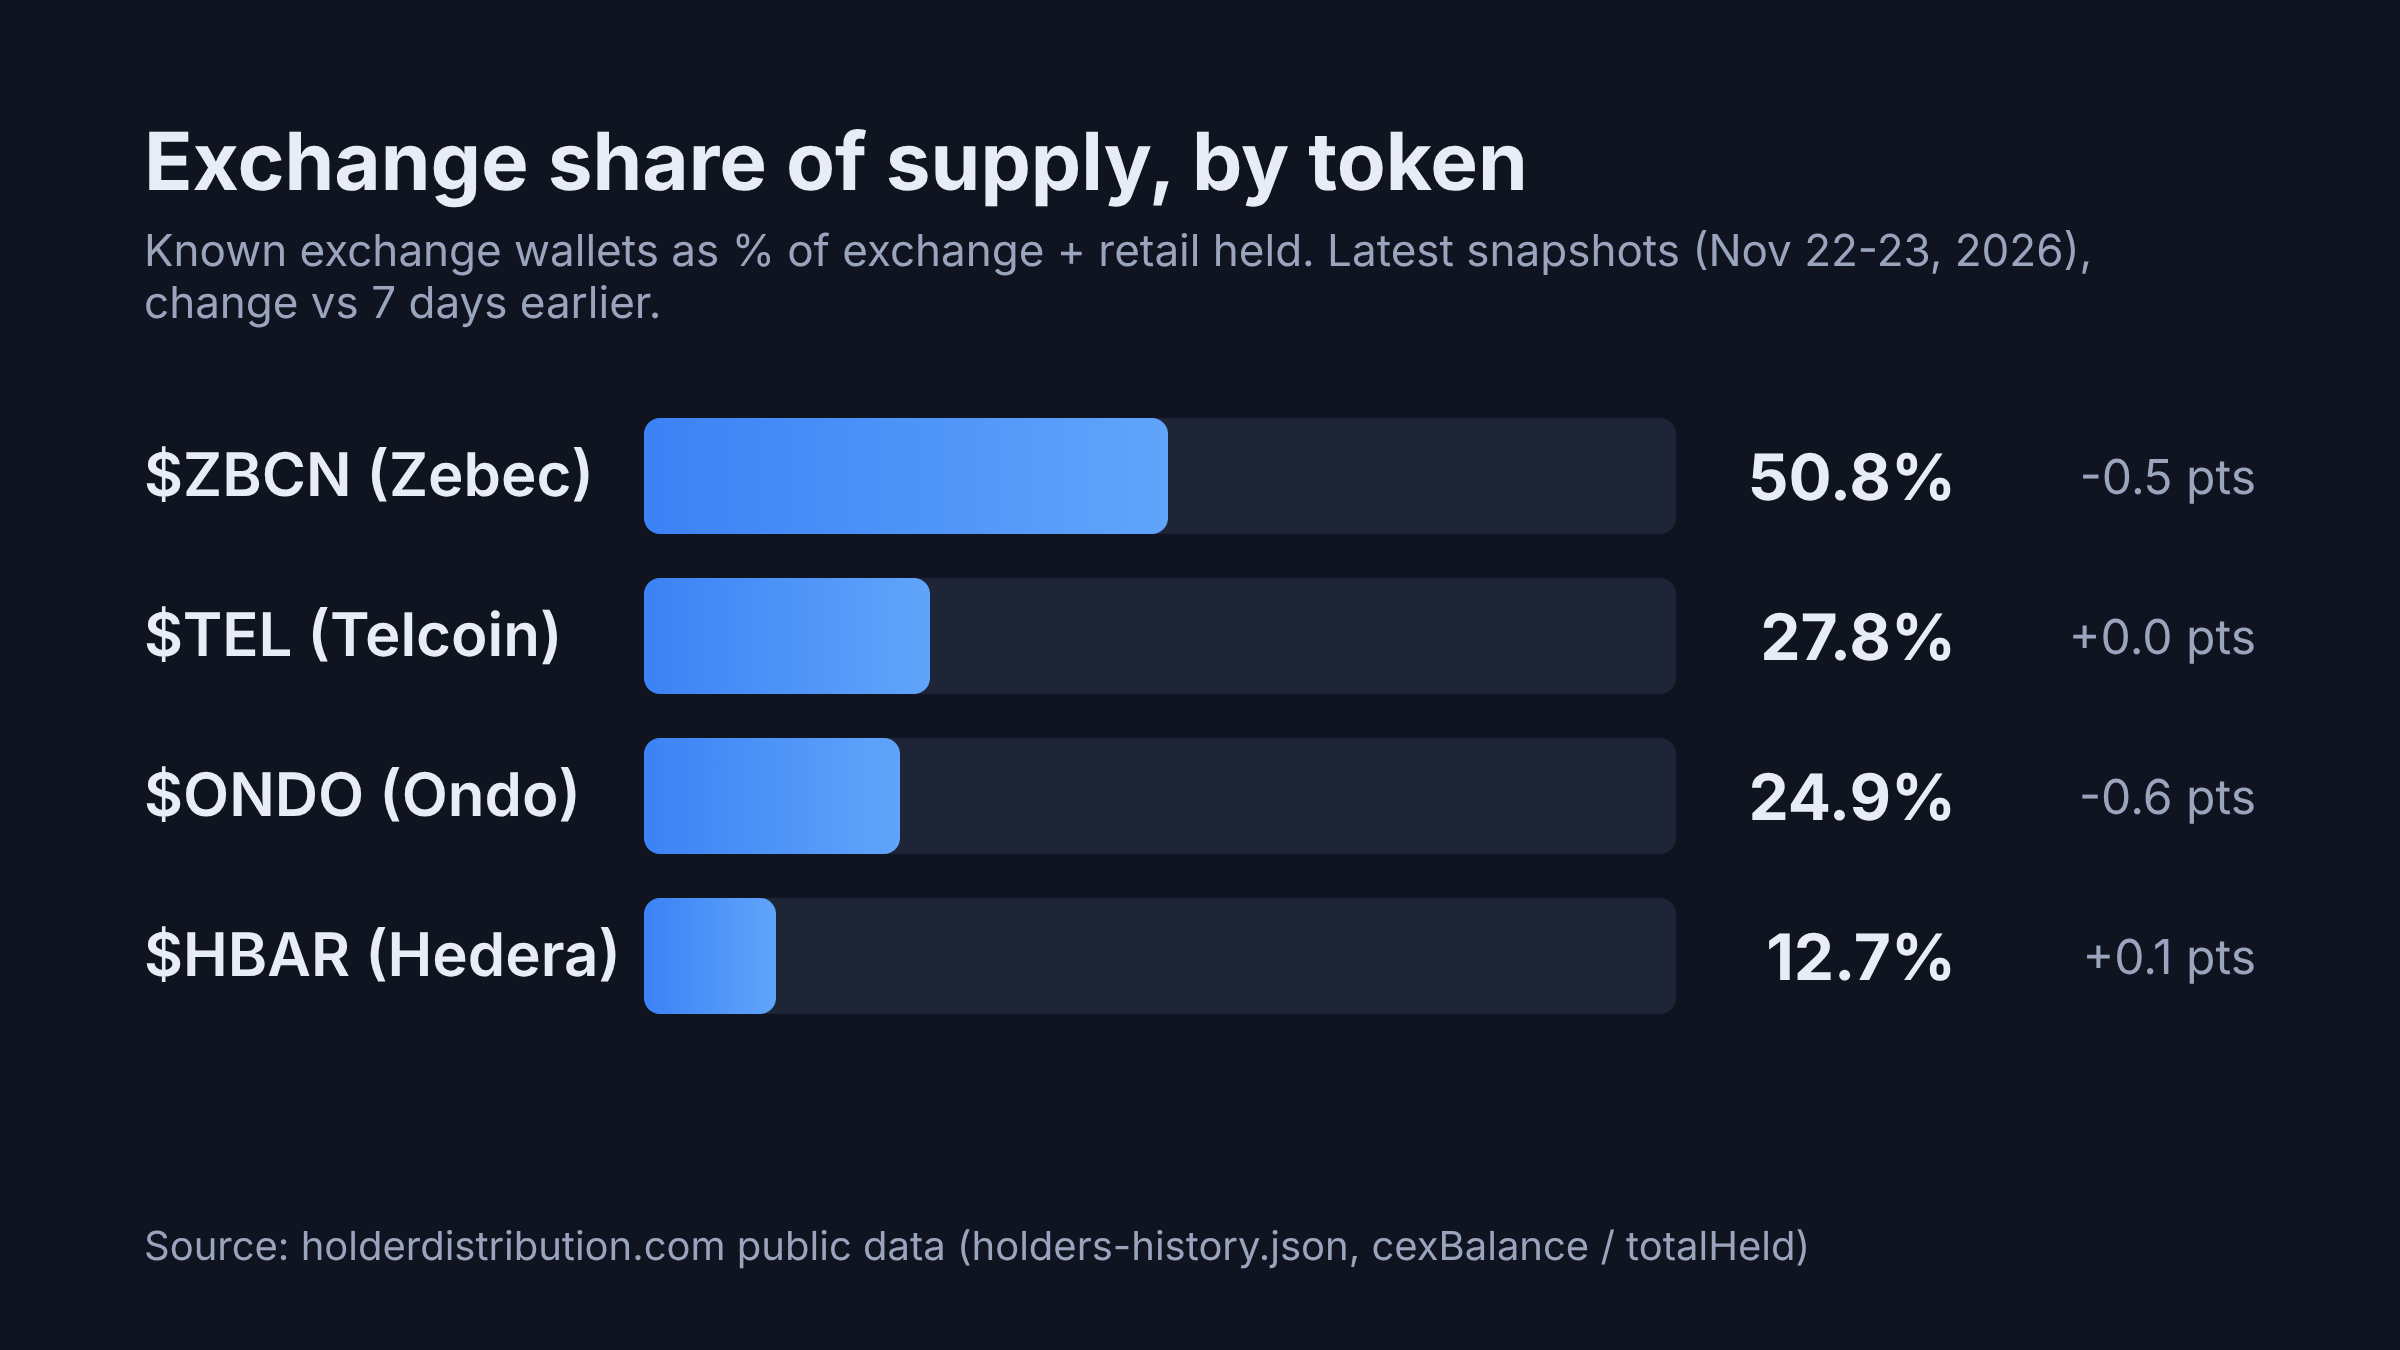 Exchange share of supply, by token
Known exchange wallets as % of exchange + retail held. Latest snapshots (Nov 22-23, 2026),
change vs 7 days earlier.
$ZBCN (Zebec) 50.8% -0.5 pts
$TEL (Telcoin) 27.8% +0.0 pts
$ONDO (Ondo) 24.9% -0.6 pts
$HBAR (Hedera) 12.7% +0.1 pts
Source: holderdistribution.com public data (holders-history.json, cexBalance / totalHeld)